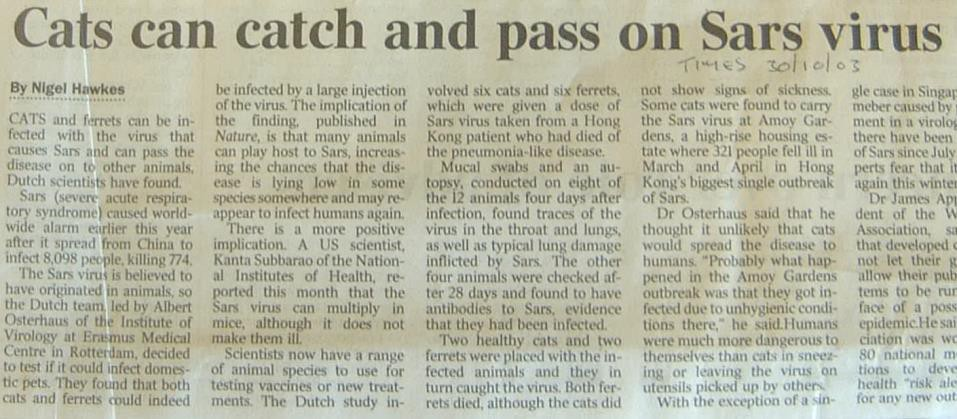 Cats can catch and pass on Sars virus
TIMES 30/10/03
By Nigel Hawkes
CATS and ferrets can be in-
fected with the virus that
causes Sars and can pass the
disease on to other animals,
Dutch scientists have found.
Sars (severe acute respira-
tory syndrome) caused world-
wide alarm earlier this year
after it spread from China to
infect 8,098 people, killing 774.
The Sars virus is believed to
have originated in animals, so
the Dutch team, led by Albert
Osterhaus of the Institute of
Virology at Erasmus Medical
Centre in Rotterdam, decided
to test if it could infect domes-
tic pets. They found that both
cats and ferrets could indeed
be infected by a large injection
of the virus. The implication of
the finding, published in
Nature, is that many animals
can play host to Sars, increas-
ing the chances that the dis-
ease is lying low in some
species somewhere and may re-
appear to infect humans again.
There is a more positive
implication. A US scientist,
Kanta Subbarao of the Nation-
al Institutes of Health, re-
ported this month that the
Sars virus can multiply in
mice, although it does not
make them ill.
Scientists now have a range
of animal species to use for
testing vaccines or new treat-
ments. The Dutch study in-
volved six cats and six ferrets,
which were given a dose of
Sars virus taken from a Hong
Kong patient who had died of
the pneumonia-like disease.
Mucal swabs and an au-
topsy, conducted on eight of
the 12 animals four days after
infection, found traces of the
virus in the throat and lungs,
as well as typical lung damage
inflicted by Sars. The other
four animals were checked af-
ter 28 days and found to have
antibodies to Sars, evidence
that they had been infected.
Two healthy cats and two
ferrets were placed with the in-
fected animals and they in
turn caught the virus. Both fer-
rets died, although the cats did
not show signs of sickness.
Some cats were found to carry
the Sars virus at Amoy Gar-
dens, a high-rise housing es-
tate where 321 people fell ill in
March and April in Hong
Kong's biggest single outbreak
of Sars.
Dr Osterhaus said that he
thought it unlikely that cats
would spread the disease to
humans. "Probably what hap-
pened in the Amoy Gardens
outbreak was that they got in-
fected due to unhygienic condi-
tions there," he said.Humans
were much more dangerous to
themselves than cats in sneez-
ing or leaving the virus on
utensils picked up by others.
With the exception of a sin-
gle case in Singap
meber caused by
ment in a virolog
there have been
of Sars since July
perts fear that it
again this winter
Dr James App
dent of the W
Association, sa
that developed c
not let their g
allow their pub
tems to be run
face of a poss
epidemic.He sai
ciation was wo
80 national m
tions to deve
health "risk ale
for any new out